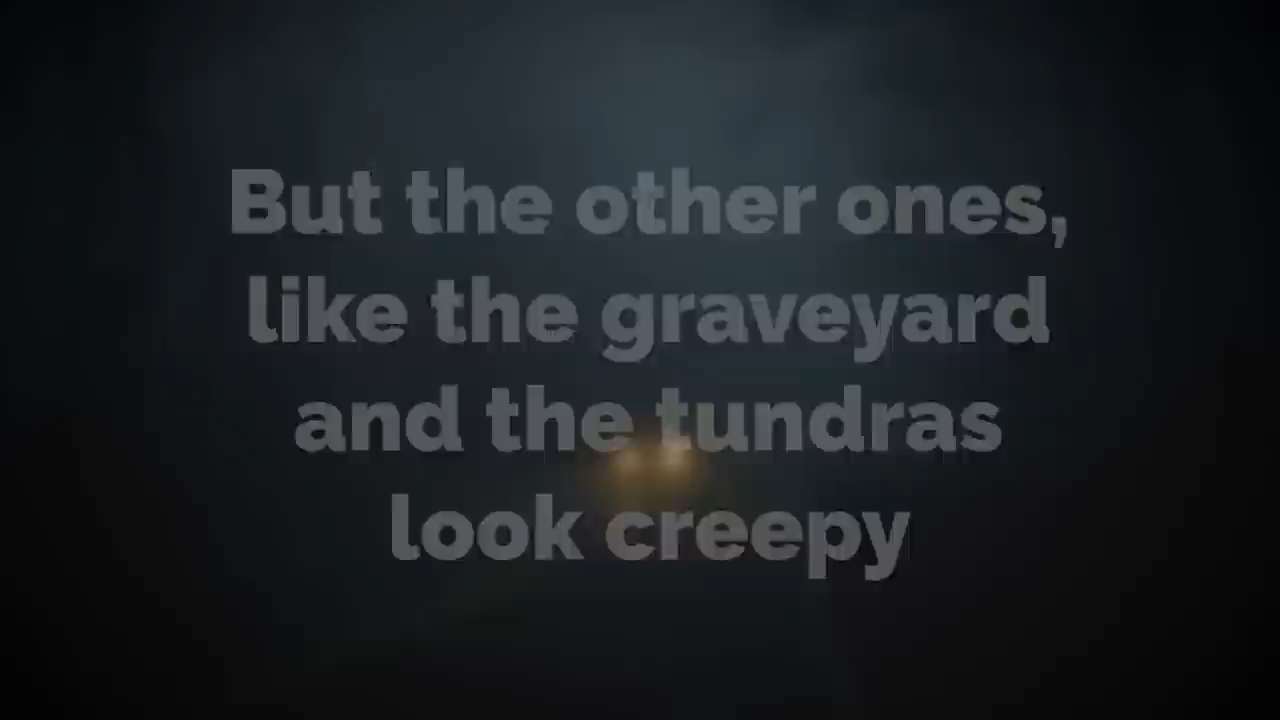 But the other ones,
like the graveyard
and the tundras
look creepy